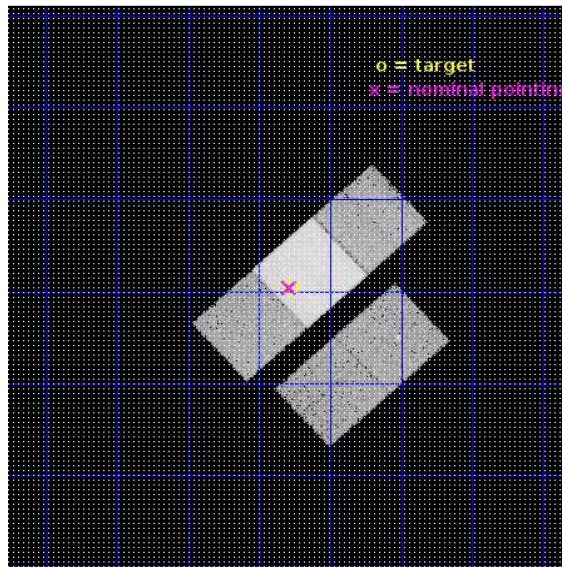 o = target
x = nominal pointing